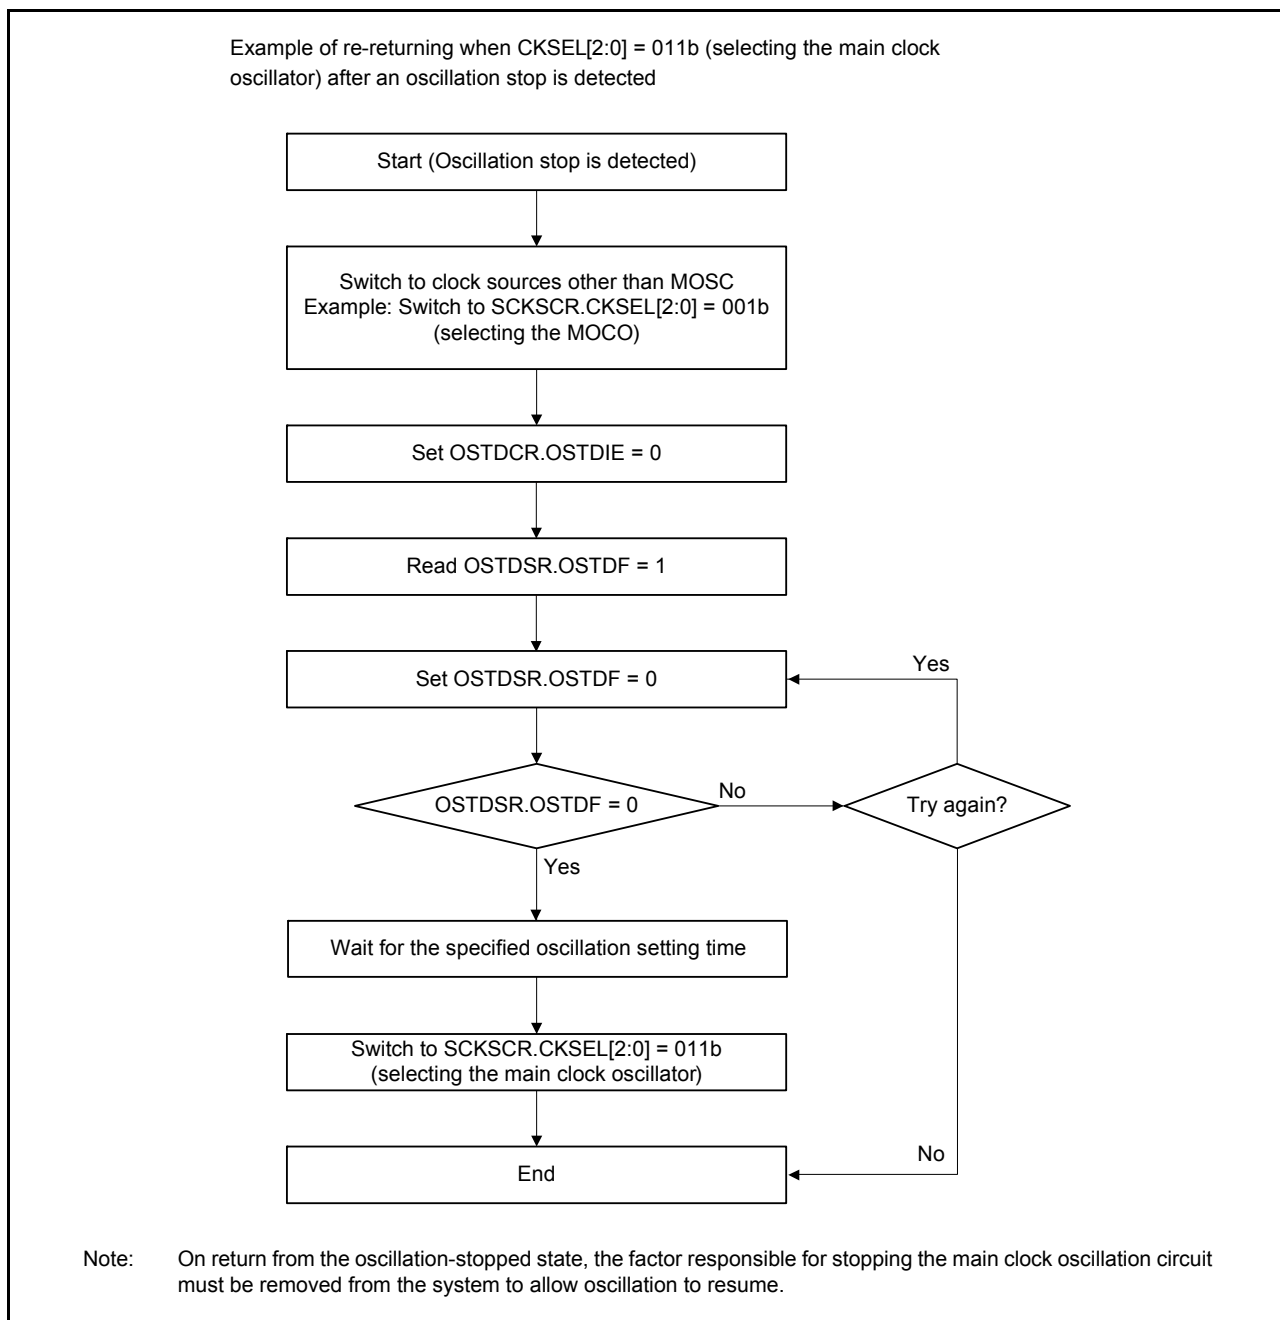 Example of re-returning when CKSEL[2:0] = 011b (selecting the main clock
oscillator) after an oscillation stop is detected
Start (Oscillation stop is detected)
Switch to clock sources other than MOSC
Example: Switch to SCKSCR.CKSEL[2:0] = 001b
(selecting the MOCO)
Set OSTDCR.OSTDIE = 0
Read OSTDSR.OSTDF = 1
Set OSTDSR.OSTDF = 0
Yes
OSTDSR.OSTDF = 0
No
Try again?
Yes
Wait for the specified oscillation setting time
Switch to SCKSCR.CKSEL[2:0] = 011b
(selecting the main clock oscillator)
No
End
Note: On return from the oscillation-stopped state, the factor responsible for stopping the main clock oscillation circuit
must be removed from the system to allow oscillation to resume.